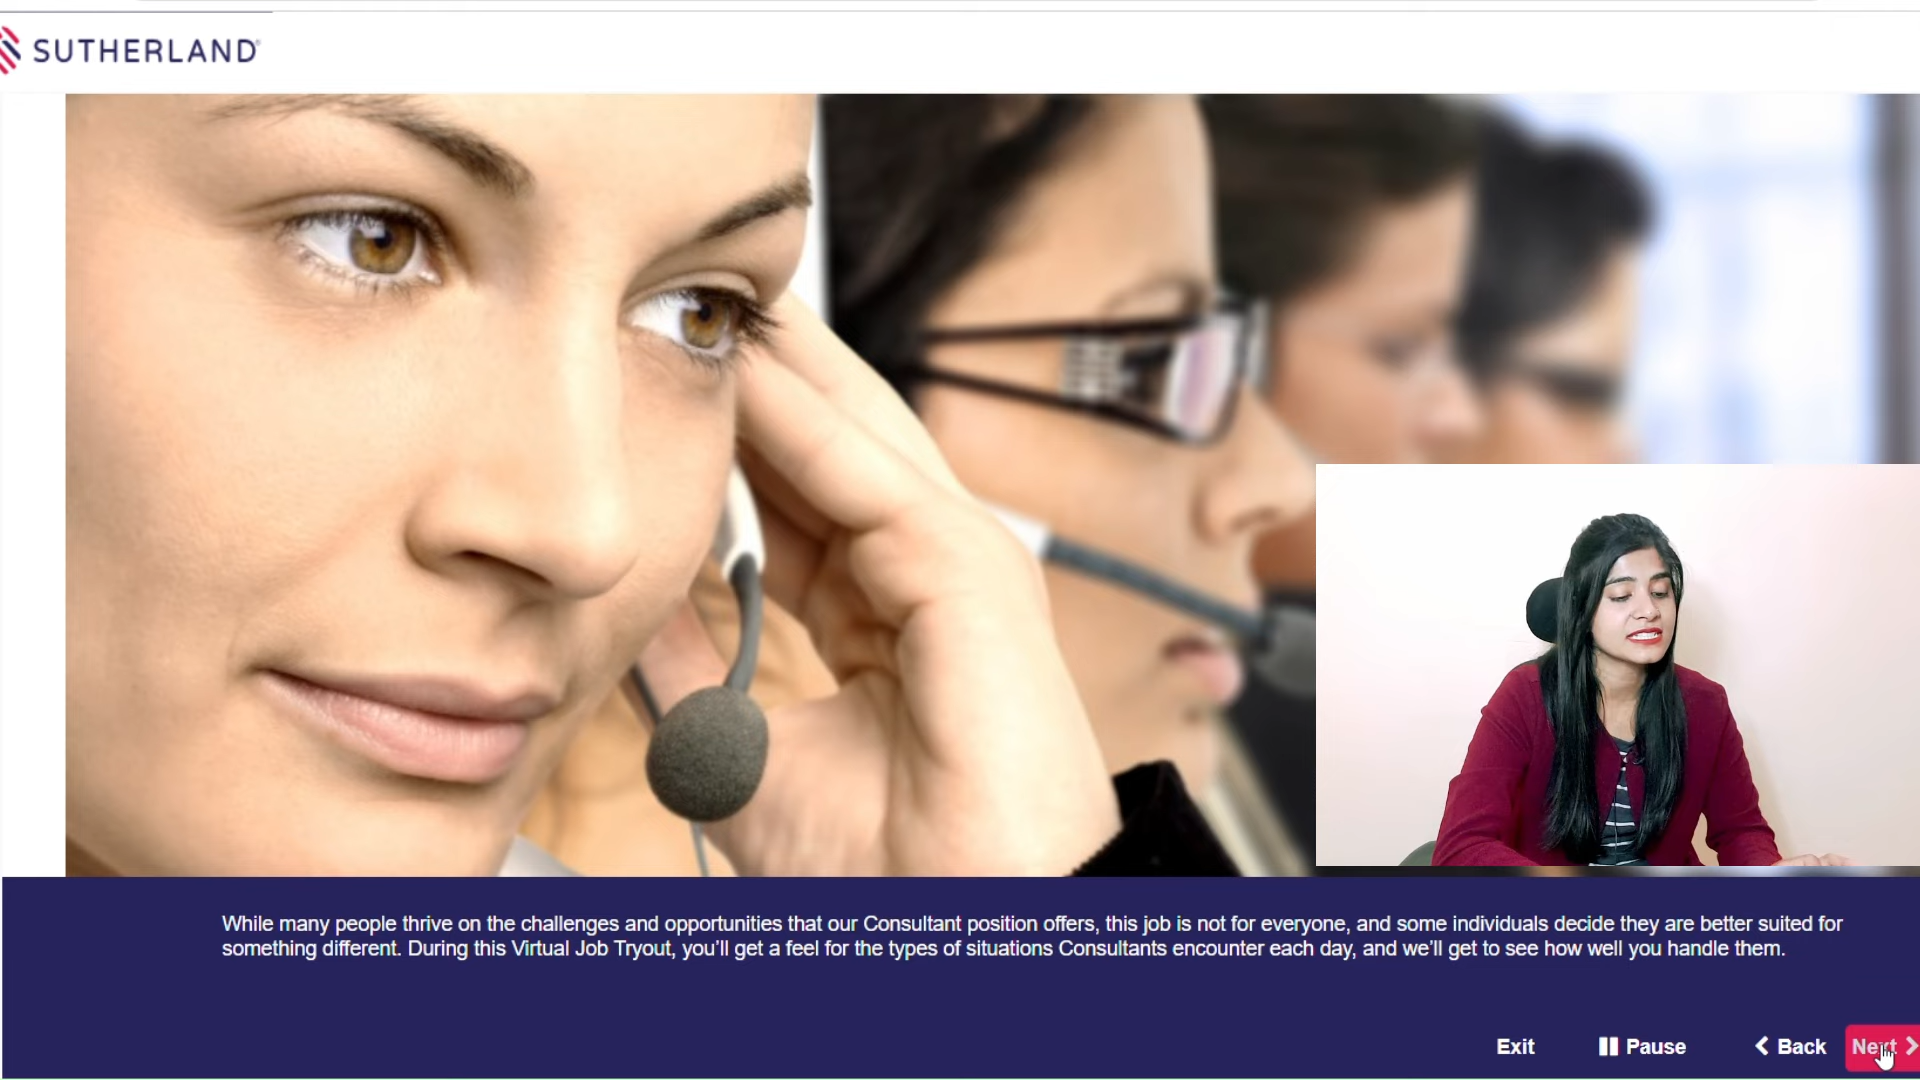 SUTHERLAND
While many people thrive on the challenges and opportunities that our Consultant position offers, this job is not for everyone, and some individuals decide they are better suited for
something different. During this Virtual Job Tryout, you’ll get a feel for the types of situations Consultants encounter each day, and we’ll get to see how well you handle them.
Exit Pause Back Next